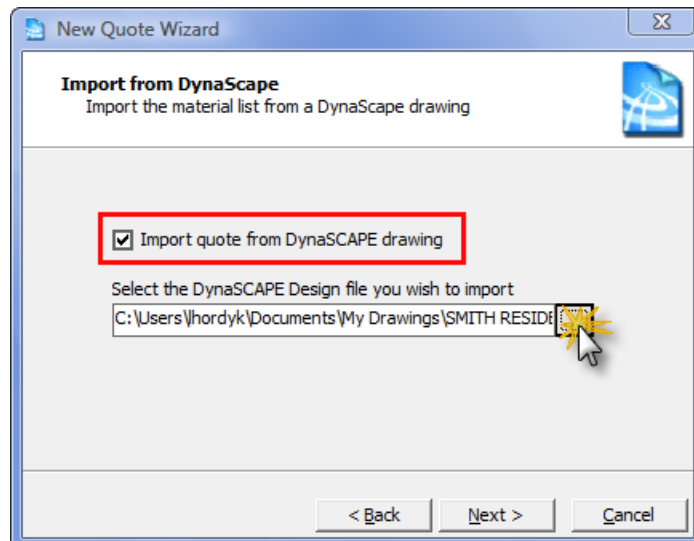 New Quote Wizard
Import from DynaScape
Import the material list from a DynaScape drawing
Import quote from DynaSCAPE drawing
Select the DynaSCAPE Design file you wish to import
C:\Users\lhordyk\Documents\My Drawings\SMITH RESIDE
< Back
Next >
Cancel